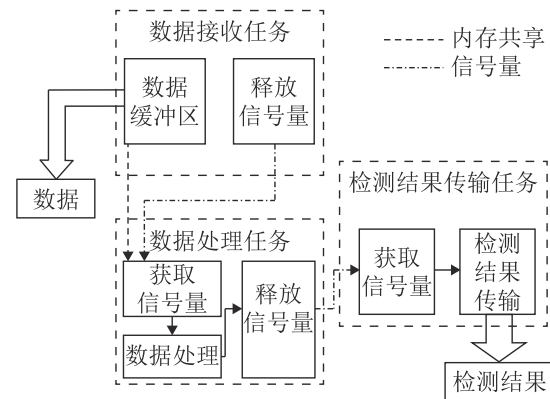 数据接收任务
数据
缓冲区
释放
信号量
内存共享
信号量
数据
数据处理任务
获取
信号量
数据处理
释放
信号量
检测结果传输任务
获取
信号量
检测
结果
传输
检测结果